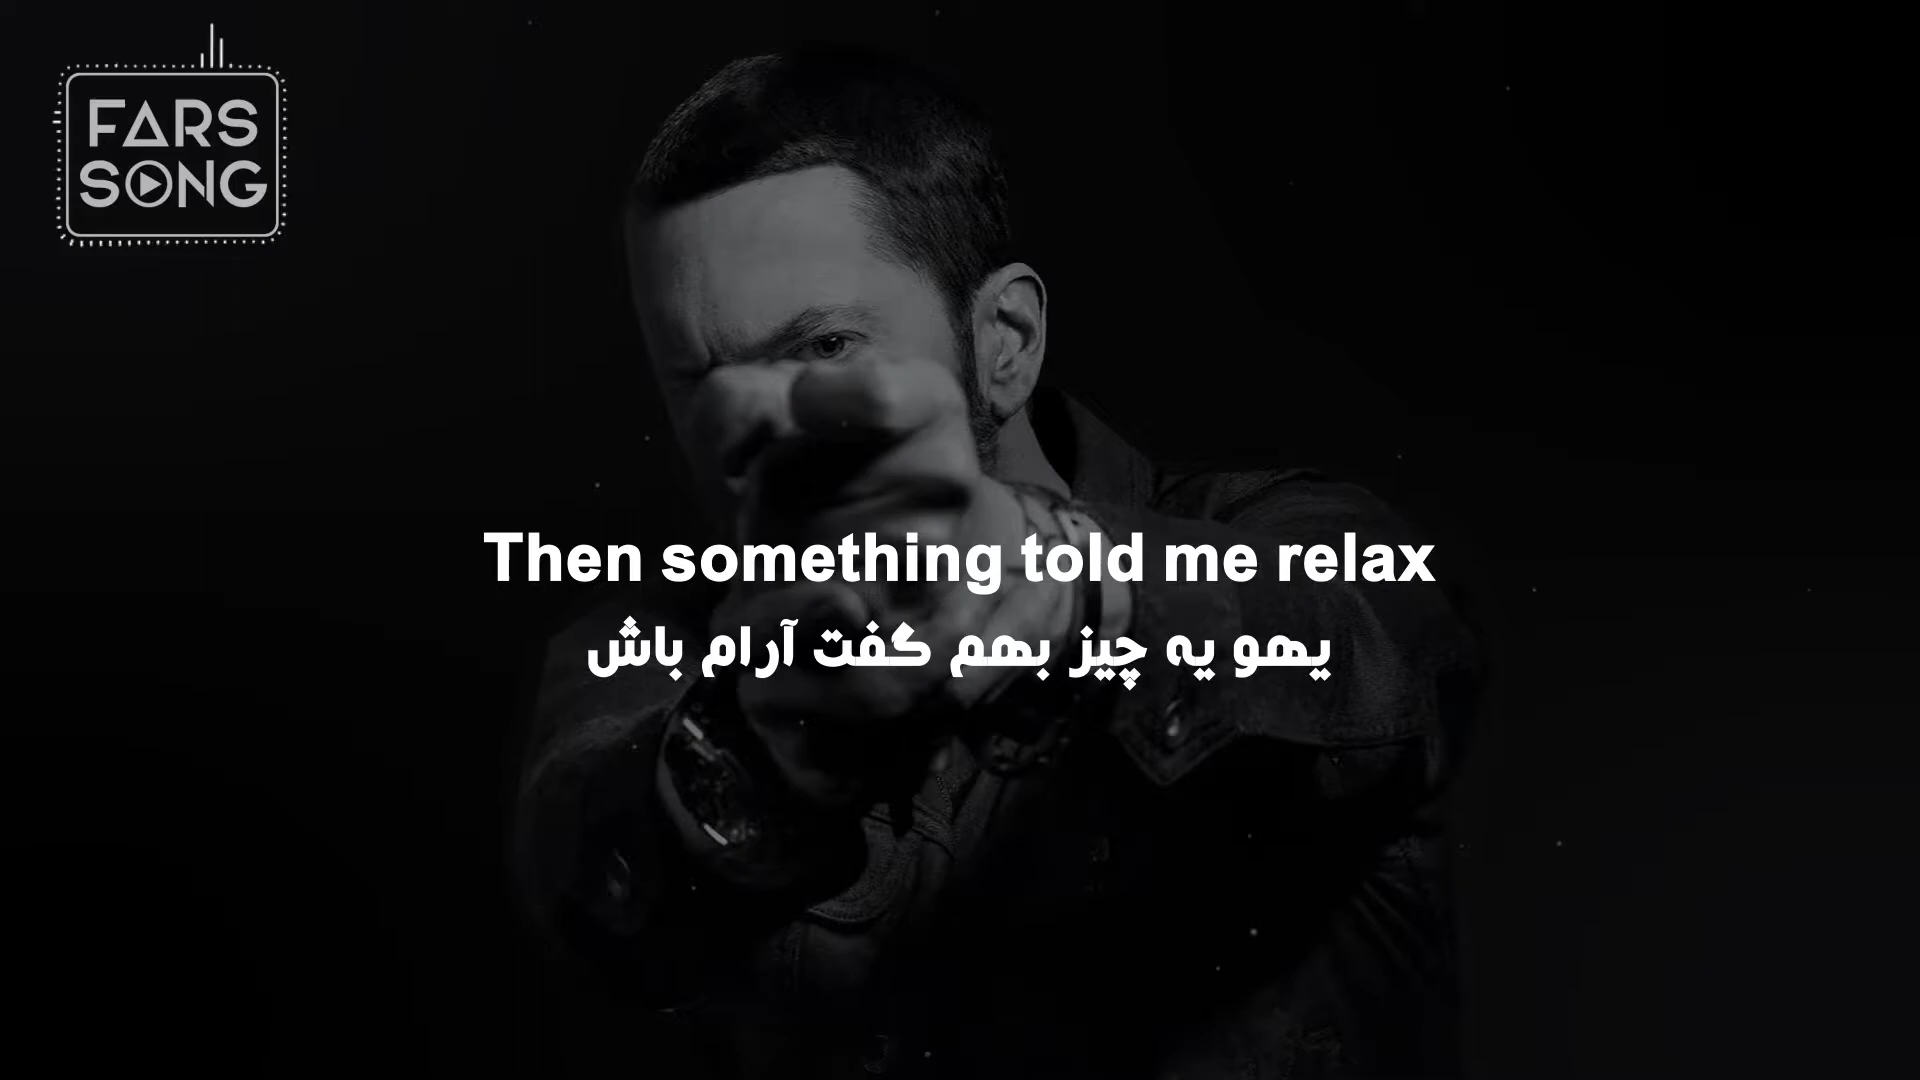 FARS
SONG
Then something told me relax
یهو یه چیز بهم گفت آرام باش